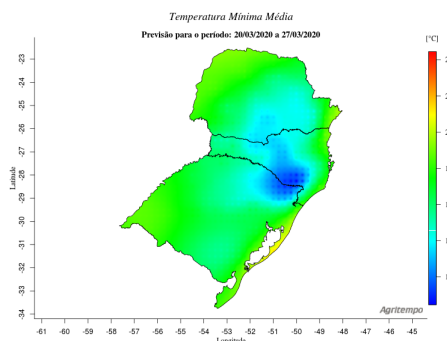 Temperatura Mínima Média
Previsão para o período: 20/03/2020 a 27/03/2020
[°C]
Latitude
-23
-24
-25
-26
-27
-28
-29
-30
-31
-32
-33
-34
Agritempo
-61 -60 -59 -58 -57 -56 -55 -54 -53 -52 -51 -50 -49 -48 -47 -46 -45
Longitude